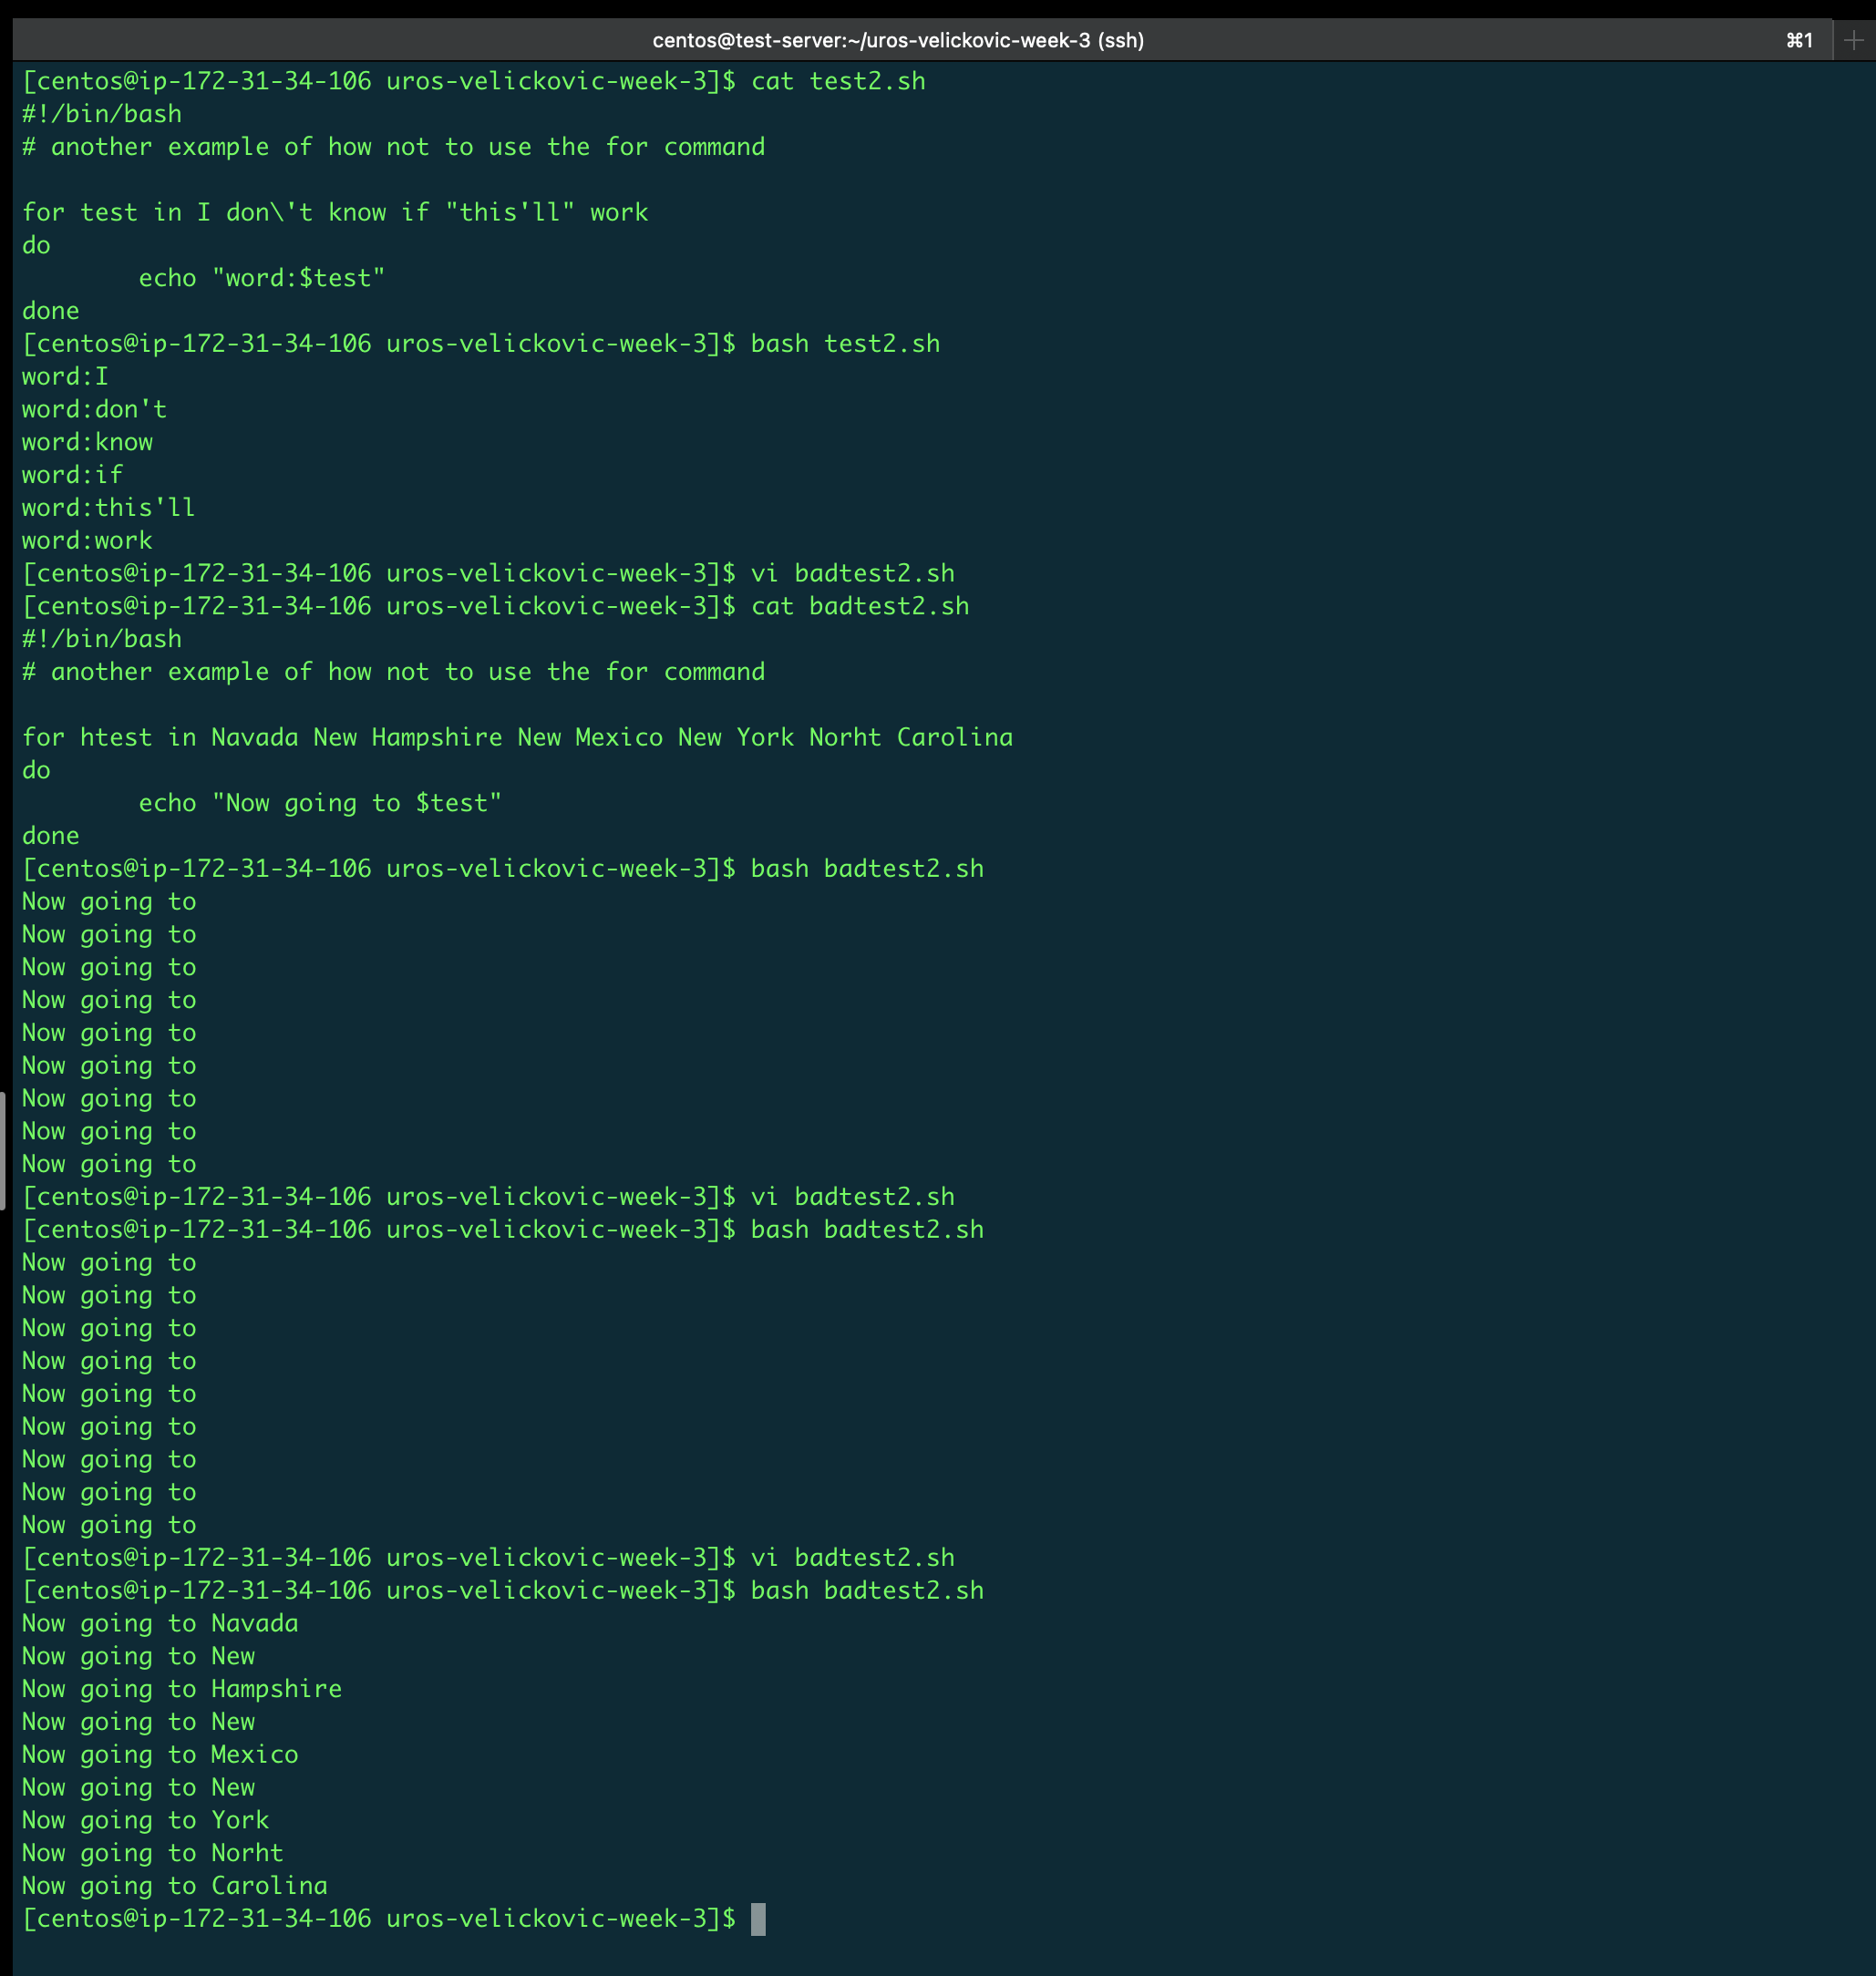 centos@test-server:~/uros-velickovic-week-3 (ssh) ⌘1
[centos@ip-172-31-34-106 uros-velickovic-week-3]$ cat test2.sh
#!/bin/bash
# another example of how not to use the for command
for test in I don\'t know if "this'll" work
do
        echo "word:$test"
done
[centos@ip-172-31-34-106 uros-velickovic-week-3]$ bash test2.sh
word:I
word:don't
word:know
word:if
word:this'll
word:work
[centos@ip-172-31-34-106 uros-velickovic-week-3]$ vi badtest2.sh
[centos@ip-172-31-34-106 uros-velickovic-week-3]$ cat badtest2.sh
#!/bin/bash
# another example of how not to use the for command
for htest in Navada New Hampshire New Mexico New York Norht Carolina
do
        echo "Now going to $test"
done
[centos@ip-172-31-34-106 uros-velickovic-week-3]$ bash badtest2.sh
Now going to
Now going to
Now going to
Now going to
Now going to
Now going to
Now going to
Now going to
Now going to
[centos@ip-172-31-34-106 uros-velickovic-week-3]$ vi badtest2.sh
[centos@ip-172-31-34-106 uros-velickovic-week-3]$ bash badtest2.sh
Now going to
Now going to
Now going to
Now going to
Now going to
Now going to
Now going to
Now going to
Now going to
[centos@ip-172-31-34-106 uros-velickovic-week-3]$ vi badtest2.sh
[centos@ip-172-31-34-106 uros-velickovic-week-3]$ bash badtest2.sh
Now going to Navada
Now going to New
Now going to Hampshire
Now going to New
Now going to Mexico
Now going to New
Now going to York
Now going to Norht
Now going to Carolina
[centos@ip-172-31-34-106 uros-velickovic-week-3]$